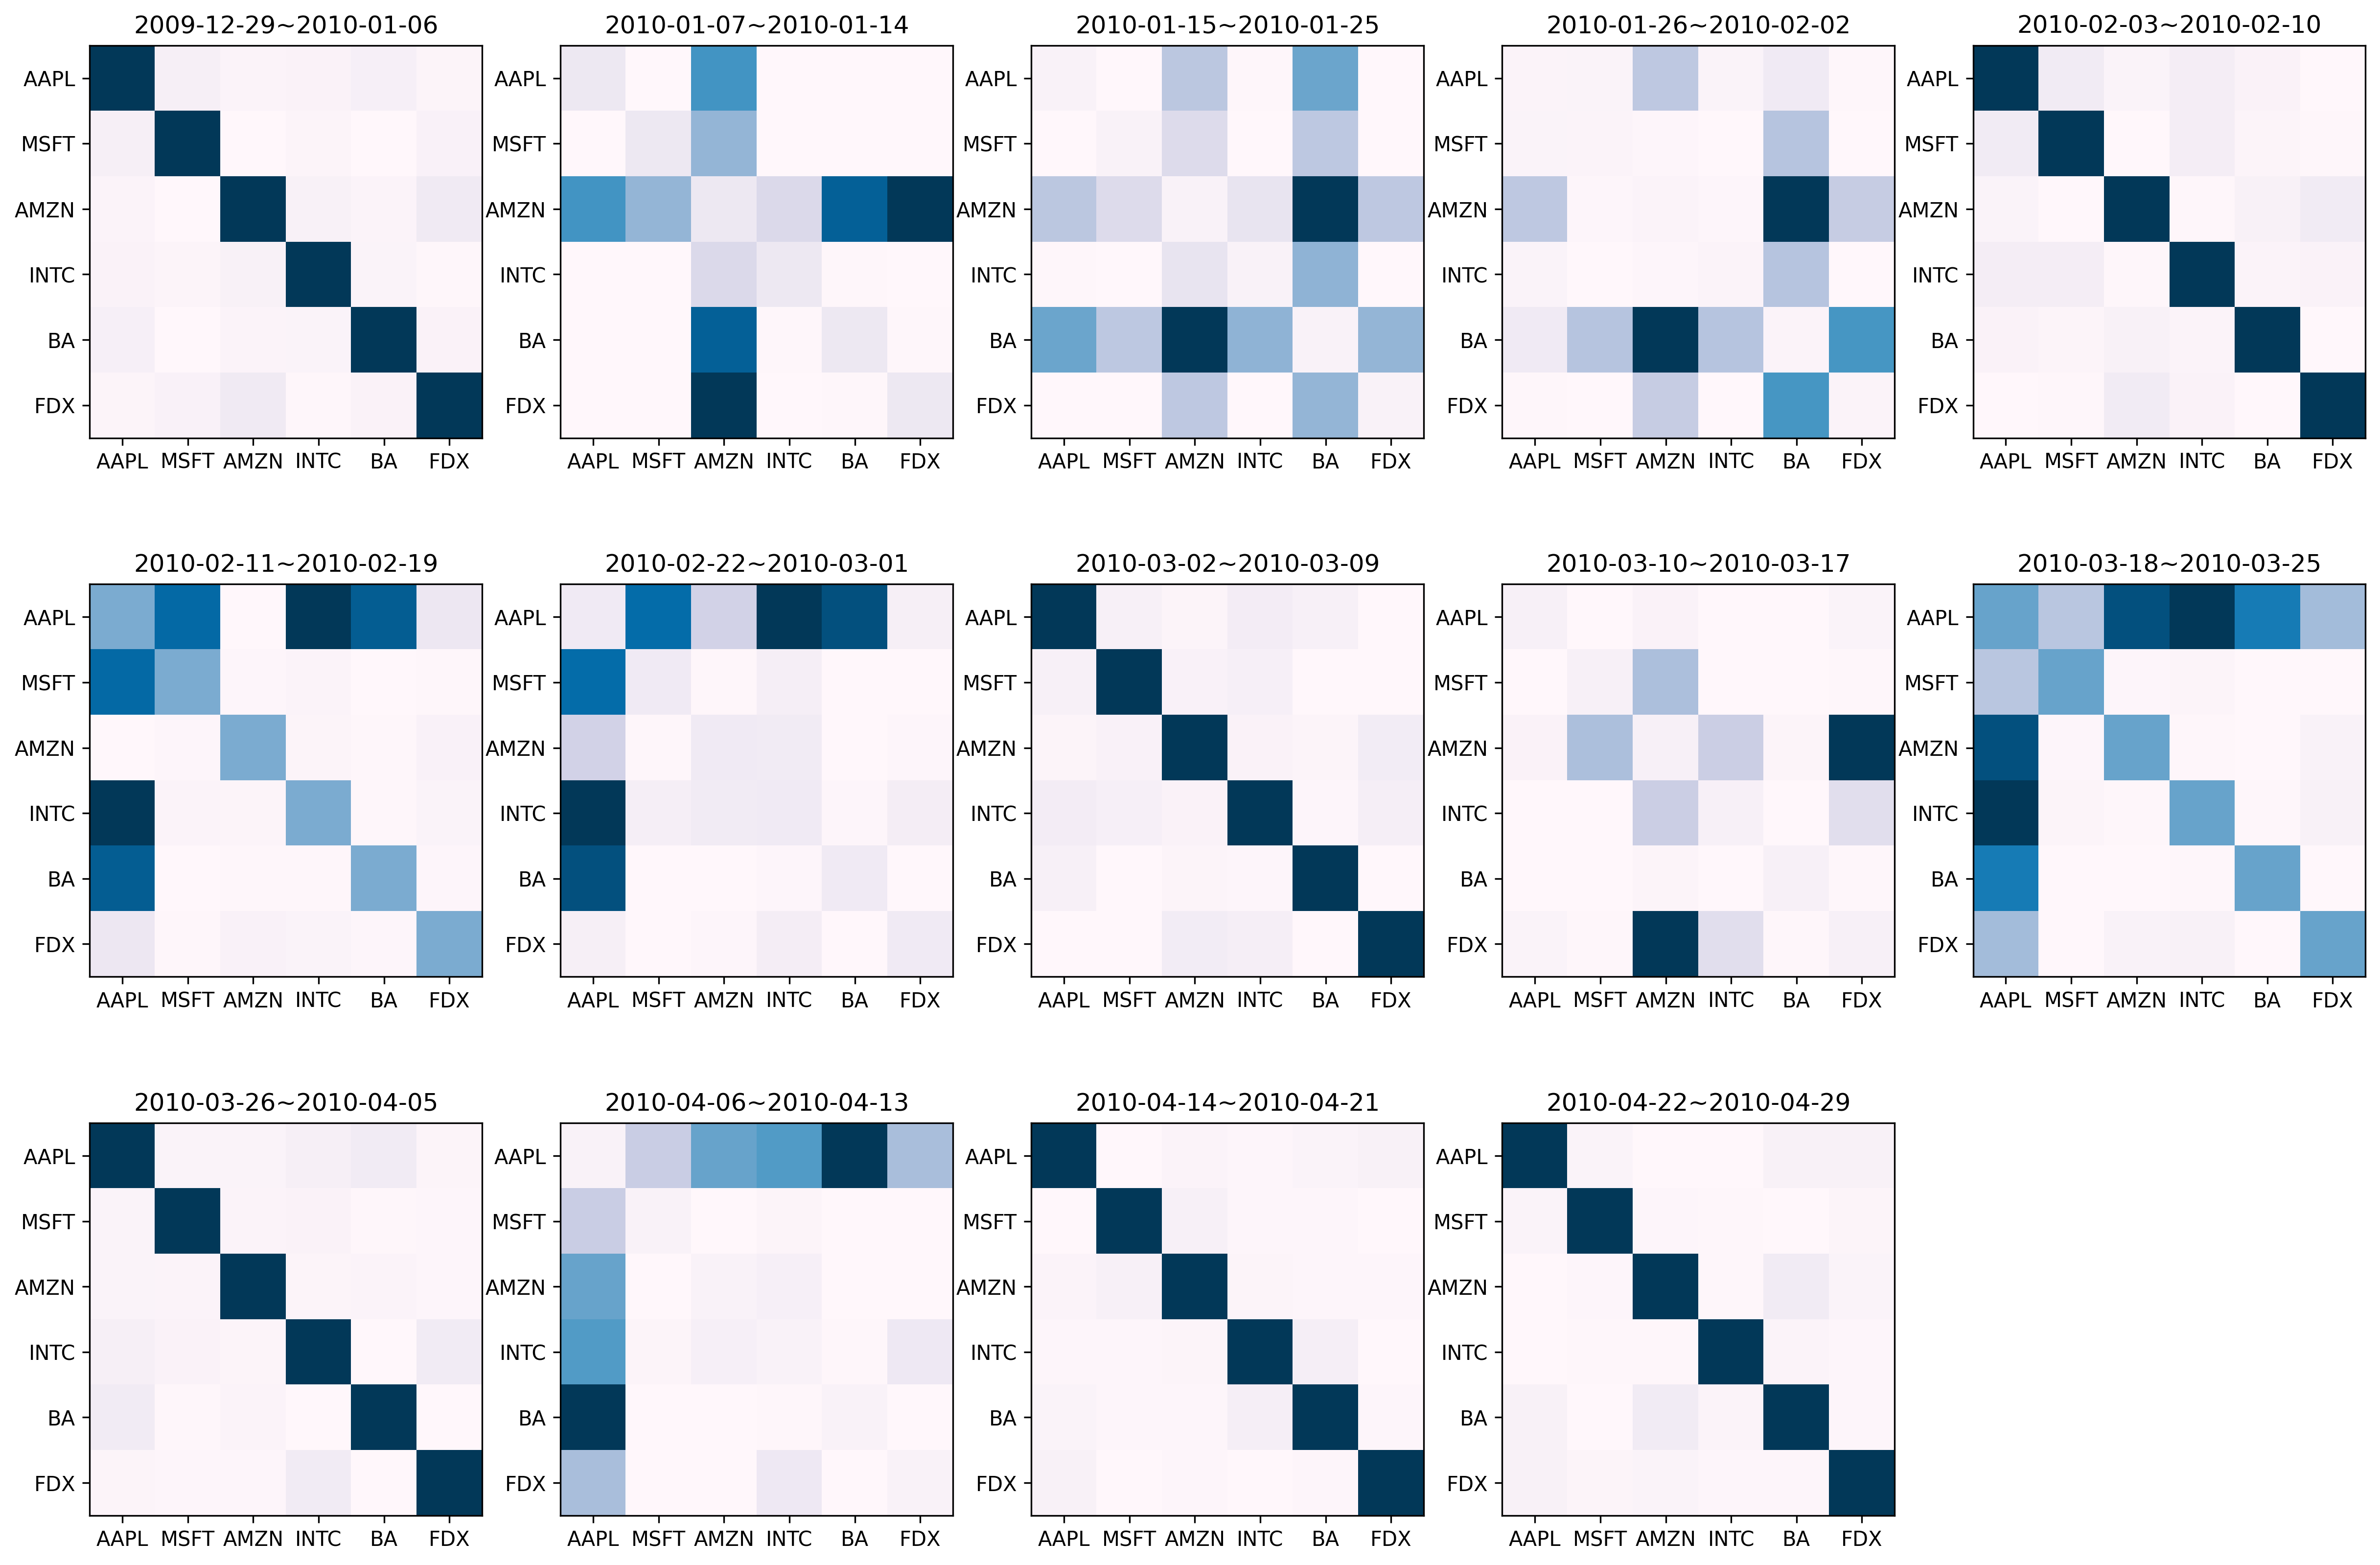 2009-12-29~2010-01-06
AAPL
MSFT
AMZN
INTC
BA
FDX
AAPL MSFT AMZN INTC BA FDX
2010-01-07~2010-01-14
AAPL
MSFT
AMZN
INTC
BA
FDX
AAPL MSFT AMZN INTC BA FDX
2010-01-15~2010-01-25
AAPL
MSFT
AMZN
INTC
BA
FDX
AAPL MSFT AMZN INTC BA FDX
2010-01-26~2010-02-02
AAPL
MSFT
AMZN
INTC
BA
FDX
AAPL MSFT AMZN INTC BA FDX
2010-02-03~2010-02-10
AAPL
MSFT
AMZN
INTC
BA
FDX
AAPL MSFT AMZN INTC BA FDX
2010-02-11~2010-02-19
AAPL
MSFT
AMZN
INTC
BA
FDX
AAPL MSFT AMZN INTC BA FDX
2010-02-22~2010-03-01
AAPL
MSFT
AMZN
INTC
BA
FDX
AAPL MSFT AMZN INTC BA FDX
2010-03-02~2010-03-09
AAPL
MSFT
AMZN
INTC
BA
FDX
AAPL MSFT AMZN INTC BA FDX
2010-03-10~2010-03-17
AAPL
MSFT
AMZN
INTC
BA
FDX
AAPL MSFT AMZN INTC BA FDX
2010-03-18~2010-03-25
AAPL
MSFT
AMZN
INTC
BA
FDX
AAPL MSFT AMZN INTC BA FDX
2010-03-26~2010-04-05
AAPL
MSFT
AMZN
INTC
BA
FDX
AAPL MSFT AMZN INTC BA FDX
2010-04-06~2010-04-13
AAPL
MSFT
AMZN
INTC
BA
FDX
AAPL MSFT AMZN INTC BA FDX
2010-04-14~2010-04-21
AAPL
MSFT
AMZN
INTC
BA
FDX
AAPL MSFT AMZN INTC BA FDX
2010-04-22~2010-04-29
AAPL
MSFT
AMZN
INTC
BA
FDX
AAPL MSFT AMZN INTC BA FDX